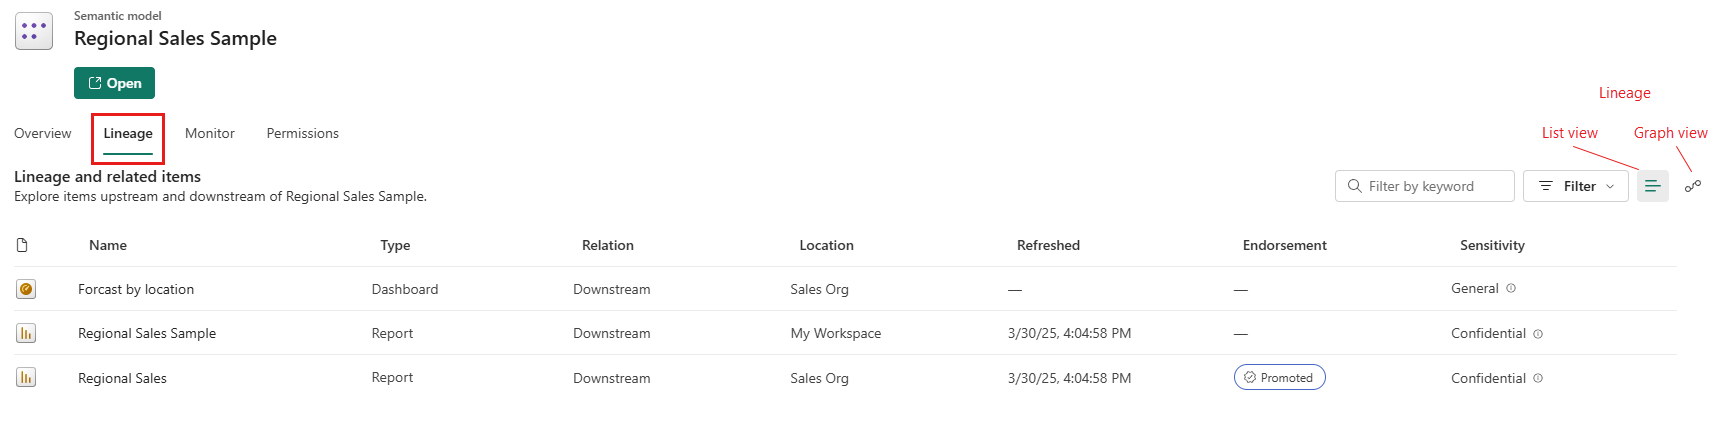 Semantic model
Regional Sales Sample
Open
Lineage
List view Graph view
Overview Lineage Monitor Permissions
Lineage and related items
Explore items upstream and downstream of Regional Sales Sample.
Filter by keyword Filter
Name Type Relation Location Refreshed Endorsement Sensitivity
Forcast by location Dashboard Downstream Sales Org — — General
Regional Sales Sample Report Downstream My Workspace 3/30/25, 4:04:58 PM — Confidential
Regional Sales Report Downstream Sales Org 3/30/25, 4:04:58 PM Promoted Confidential